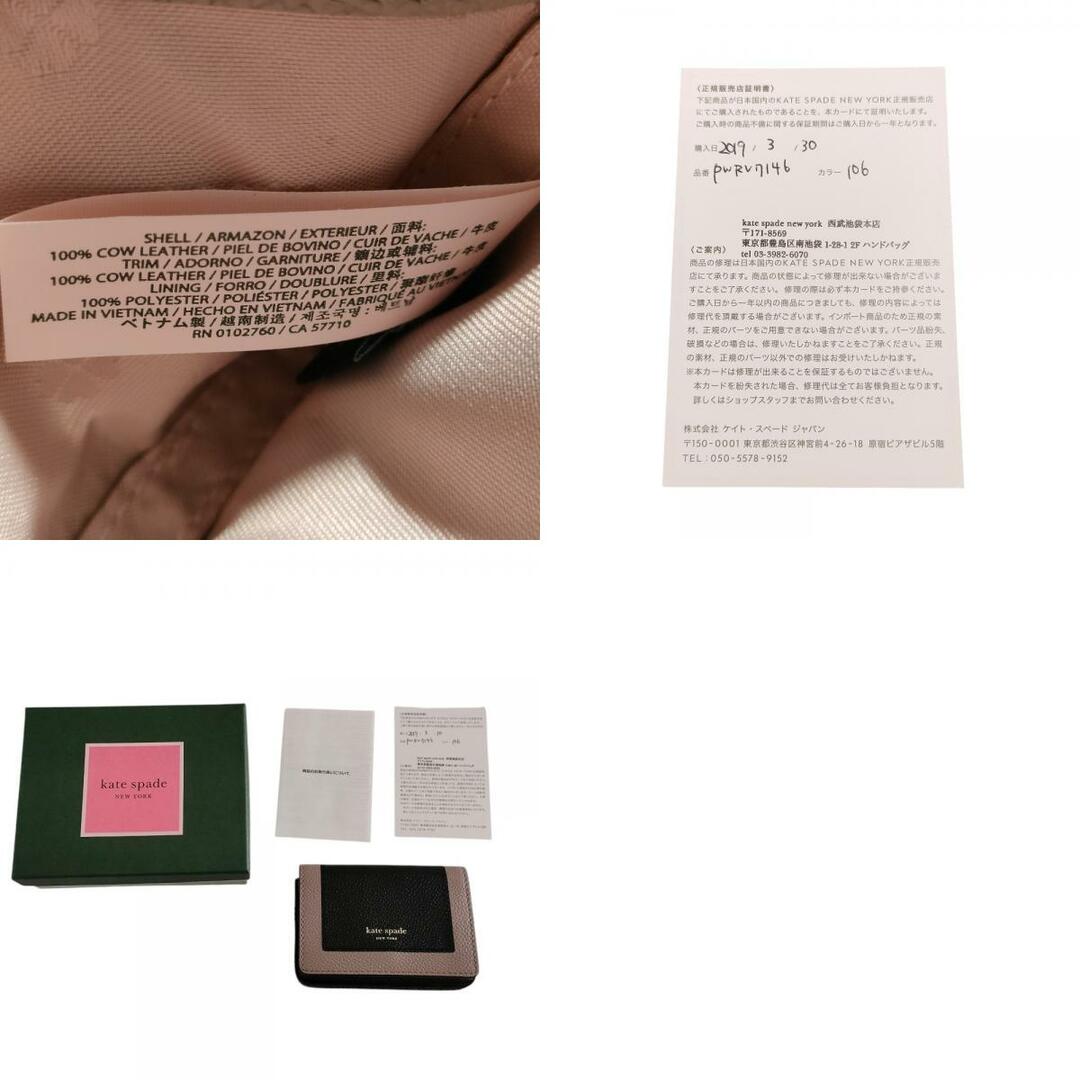 SHELL / ARMAZON / EXTERIEUR / 面料:
100% COW LEATHER / PIEL DE BOVINO / CUIR DE VACHE / 牛皮
TRIM / ADORNO / GARNITURE / 鑲边或辅料:
100% COW LEATHER / PIEL DE BOVINO / CUIR DE VACHE / 牛皮
LINING / FORRO / DOUBLURE / 里料:
100% POLYESTER / POLIÉSTER / POLYESTER / 聚酯纤维
MADE IN VIETNAM / HECHO EN VIETNAM / FABRIQUE AU VIETNAM
ベトナム製 / 越南制造 / 제조국명: 베트남
RN 0102760 / CA 57710
〈正規販売店証明書〉
下記商品が日本国内のKATE SPADE NEW YORK正規販売店
にてご購入されたものであることを、本カードにて証明いたします。
ご購入時の商品不備に関する保証期間はご購入日から一年となります。
購入日 2019 / 3 / 30
品番 PWRU7146 カラー 106
kate spade new york 西武池袋本店
〒171-8569
東京都豊島区南池袋 1-28-1 2F ハンドバッグ
〈ご案内〉 tel 03-3982-6070
商品の修理は日本国内のKATE SPADE NEW YORK正規販売
店にて承ります。商品の状態によって修理が出来ない場合がございま
すことをご了承ください。修理の際は必ず本カードをご持参ください。
ご購入日から一年以内の商品につきましても、修理の内容によっては
修理代を頂戴する場合がございます。インポート商品のため正規の素
材、正規のパーツをご用意できない場合がございます。パーツ品紛失、
破損などの場合は、修理いたしかねますことをご了承ください。正規
の素材、正規のパーツ以外での修理はお受けいたしかねます。
※本カードは修理が出来ることを保証するものではございません。
本カードを紛失された場合、修理代は全てお客様負担となります。
詳しくはショップスタッフまでお問い合わせください。
株式会社 ケイト・スペード ジャパン
〒150-0001 東京都渋谷区神宮前4-26-18 原宿ピアザビル5階
TEL : 050-5578-9152
kate spade
NEW YORK
商品のお取り扱いについて
kate spade
NEW YORK